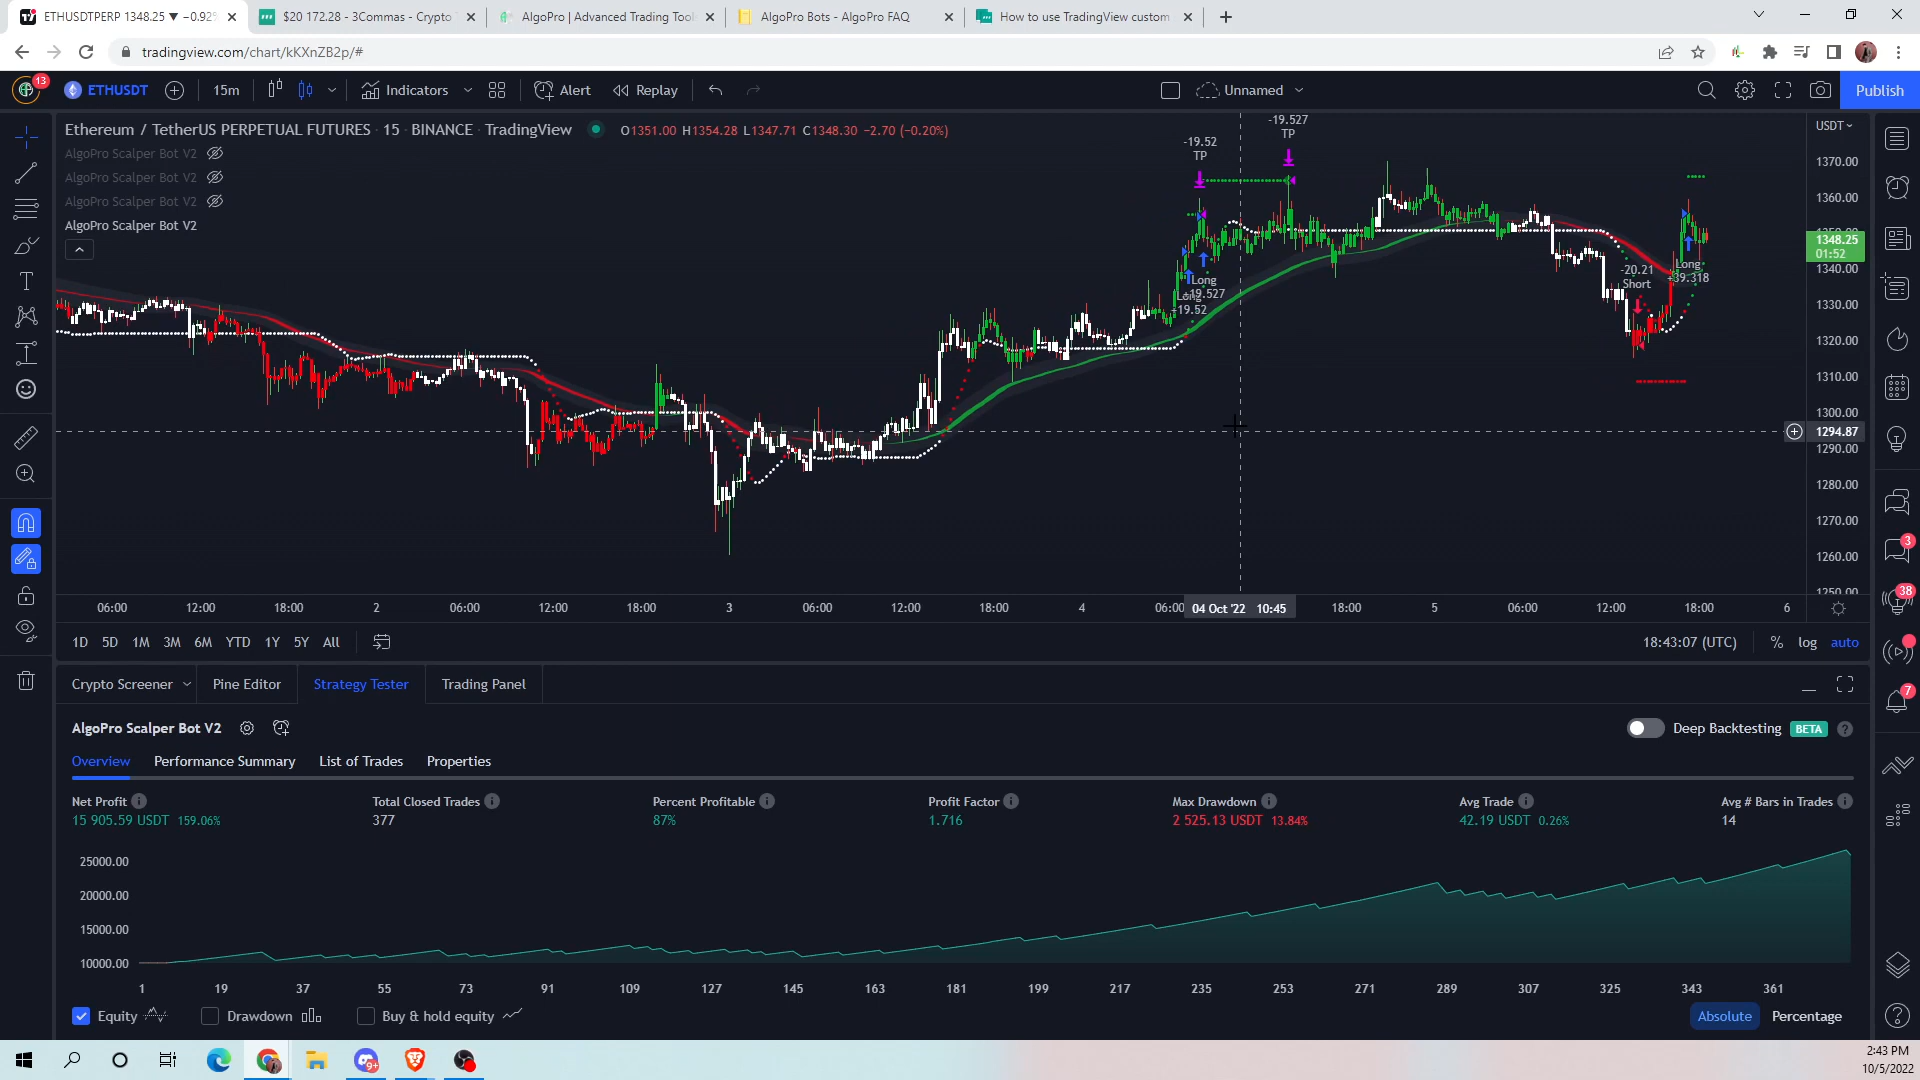 ETHUSDTPERP 1348.25 ▼ −0.92
$20 172.28 - 3Commas - Crypto
AlgoPro | Advanced Trading Tool
AlgoPro Bots - AlgoPro FAQ
How to use TradingView custom
tradingview.com/chart/kKXnZB2p/#
13
ETHUSDT
15m
Indicators
Alert
Replay
Unnamed
Publish
Ethereum / TetherUS PERPETUAL FUTURES · 15 · BINANCE · TradingView
O1351.00 H1354.28 L1347.71 C1348.30 −2.70 (−0.20%)
AlgoPro Scalper Bot V2
AlgoPro Scalper Bot V2
AlgoPro Scalper Bot V2
AlgoPro Scalper Bot V2
USDT
-19.52
TP
-19.527
TP
Long
+19.527
Long
+19.52
-20.21
Short
Long
+39.318
1370.00
1360.00
1348.25
01:52
1340.00
1330.00
1320.00
1310.00
1300.00
1294.87
1290.00
1280.00
1270.00
1260.00
1250.00
06:00 12:00 18:00 2 06:00 12:00 18:00 3 06:00 12:00 18:00 4 06:00 04 Oct '22 10:45 18:00 5 06:00 12:00 18:00 6
1D 5D 1M 3M 6M YTD 1Y 5Y All
18:43:07 (UTC) % log auto
3
38
7
Crypto Screener Pine Editor Strategy Tester Trading Panel
AlgoPro Scalper Bot V2
Deep Backtesting BETA
Overview Performance Summary List of Trades Properties
Net Profit Total Closed Trades Percent Profitable Profit Factor Max Drawdown Avg Trade Avg # Bars in Trades
15 905.59 USDT 159.06% 377 87% 1.716 2 525.13 USDT 13.84% 42.19 USDT 0.26% 14
25000.00
20000.00
15000.00
10000.00
1 19 37 55 73 91 109 127 145 163 181 199 217 235 253 271 289 307 325 343 361
Equity Drawdown Buy & hold equity
Absolute Percentage
9+
2:43 PM
10/5/2022